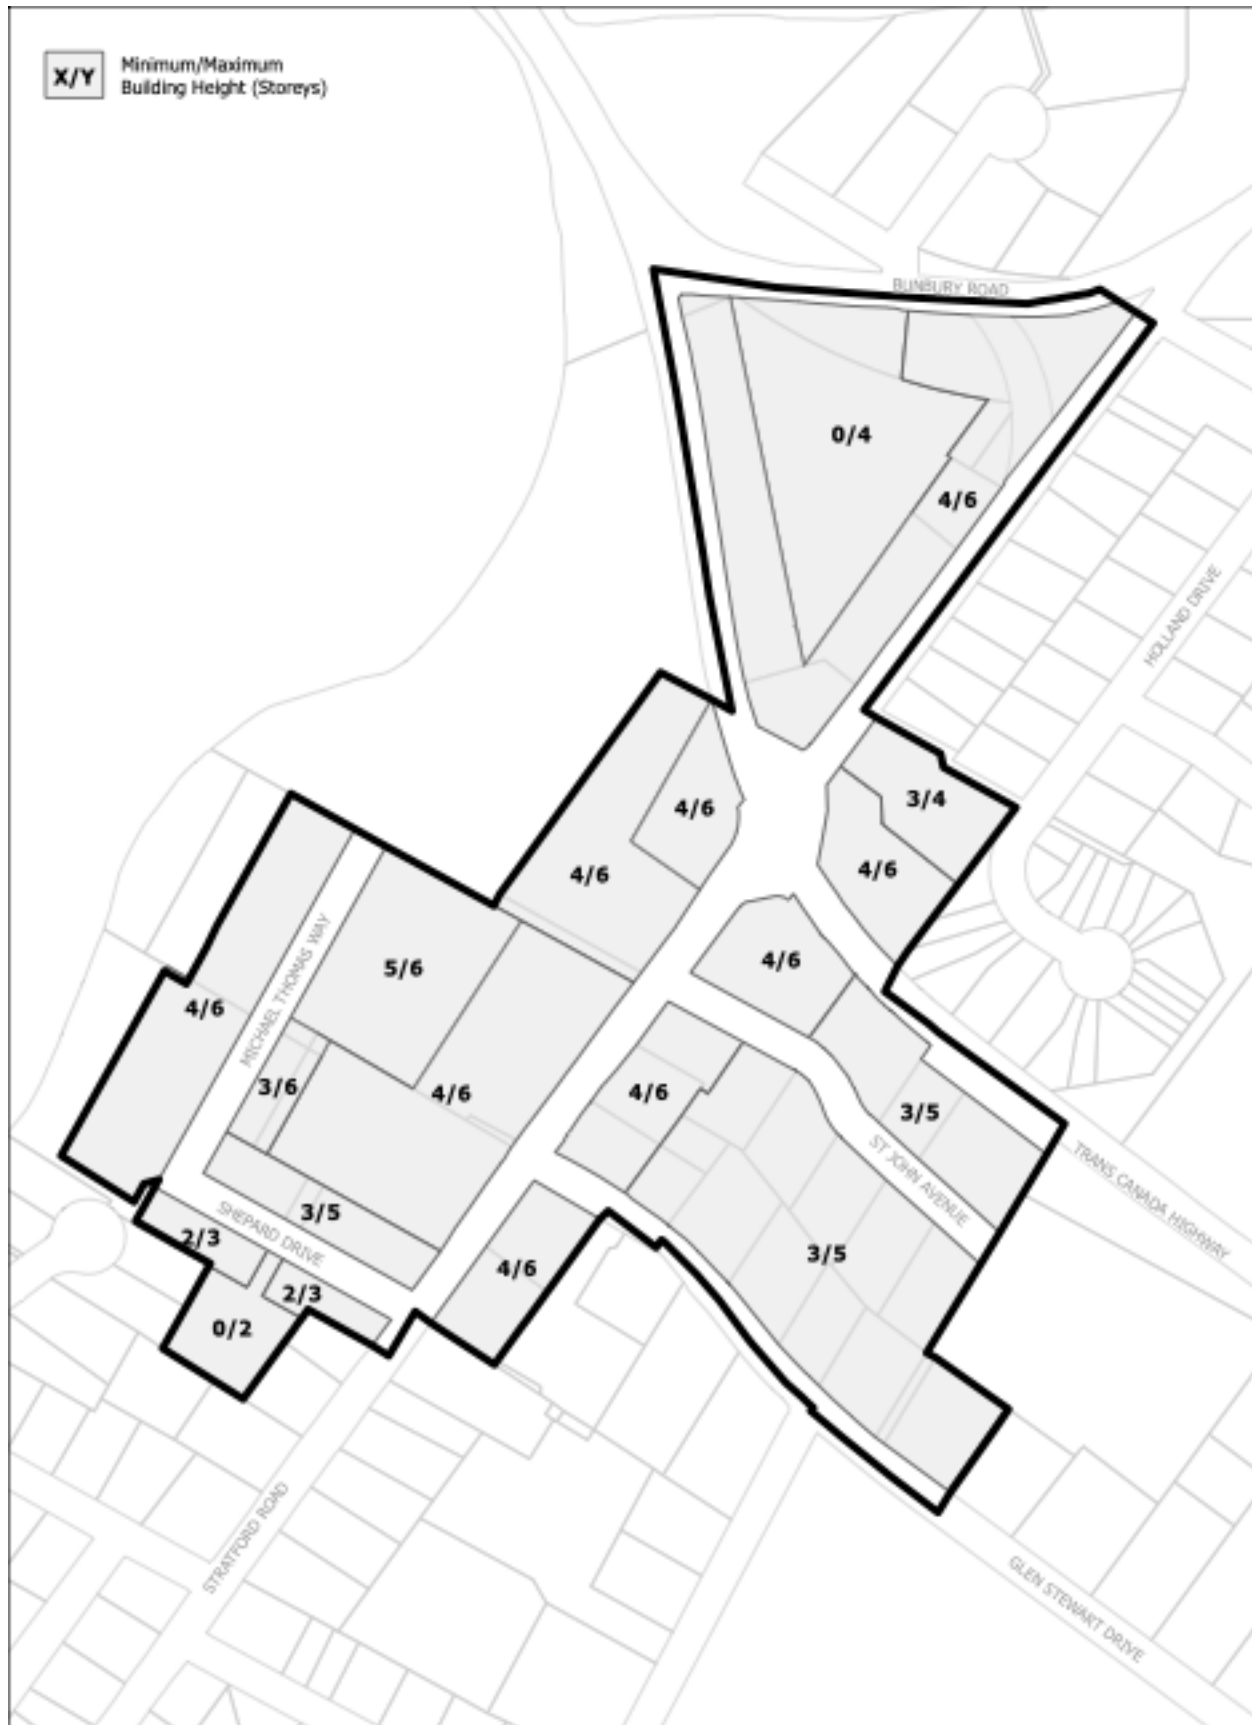 X/Y
Minimum/Maximum
Building Height (Storeys)
BUNBURY ROAD
0/4
4/6
HOLLAND DRIVE
3/4
4/6
4/6
4/6
4/6
5/6
4/6
MICHAEL THOMAS WAY
3/6
4/6
4/6
3/5
ST JOHN AVENUE
TRANS CANADA HIGHWAY
3/5
SHEPARD DRIVE
2/3
3/5
4/6
2/3
0/2
STRATFORD ROAD
GLEN STEWART DRIVE